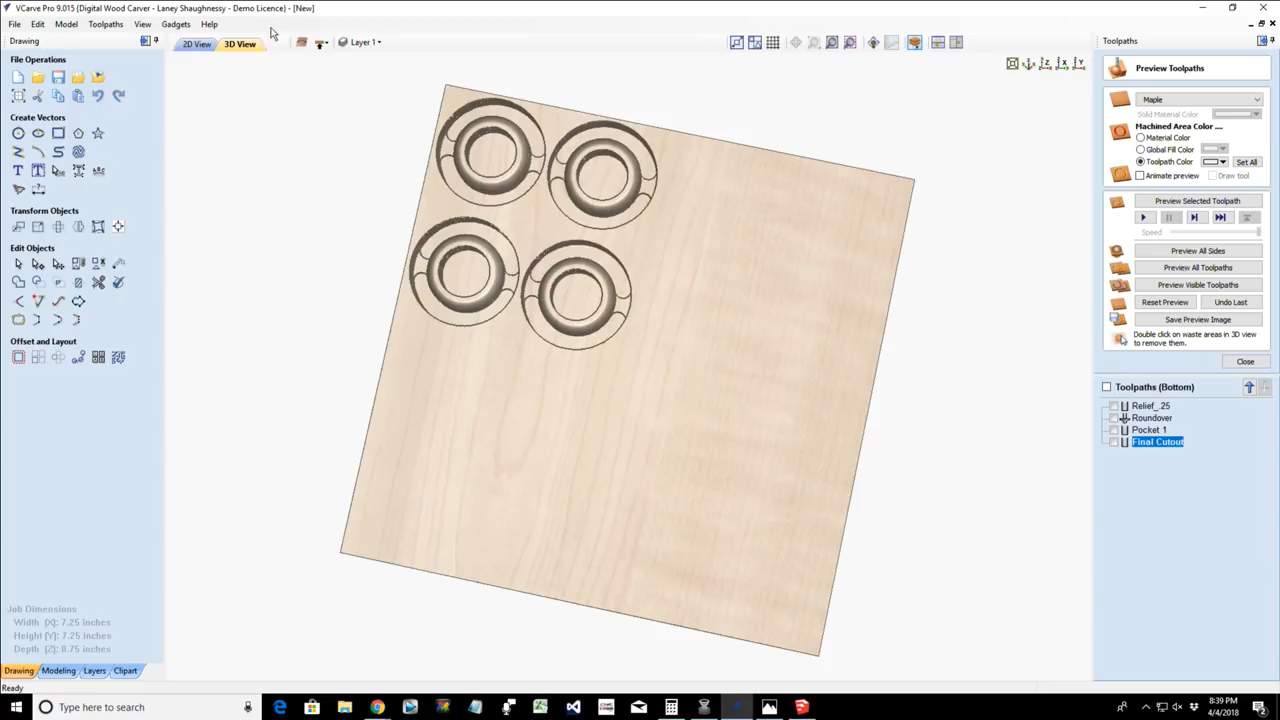 VCarve Pro 9.015 {Digital Wood Carver - Laney Shaughnessy - Demo Licence} - [New]
File Edit Model Toolpaths View Gadgets Help
Drawing
2D View 3D View Layer 1
Toolpaths
File Operations
Create Vectors
Transform Objects
Edit Objects
Offset and Layout
Job Dimensions
Width (X): 7.25 inches
Height (Y): 7.25 inches
Depth (Z): 0.75 inches
Drawing Modeling Layers Clipart
Ready
Preview Toolpaths
Maple
Solid Material Color
Machined Area Color ....
Material Color
Global Fill Color
Toolpath Color Set All
Animate preview Draw tool
Preview Selected Toolpath
Speed
Preview All Sides
Preview All Toolpaths
Preview Visible Toolpaths
Reset Preview Undo Last
Save Preview Image
Double click on waste areas in 3D view
to remove them.
Close
Toolpaths (Bottom)
Relief_.25
Roundover
Pocket 1
Final Cutout
Type here to search
8:39 PM
4/4/2018